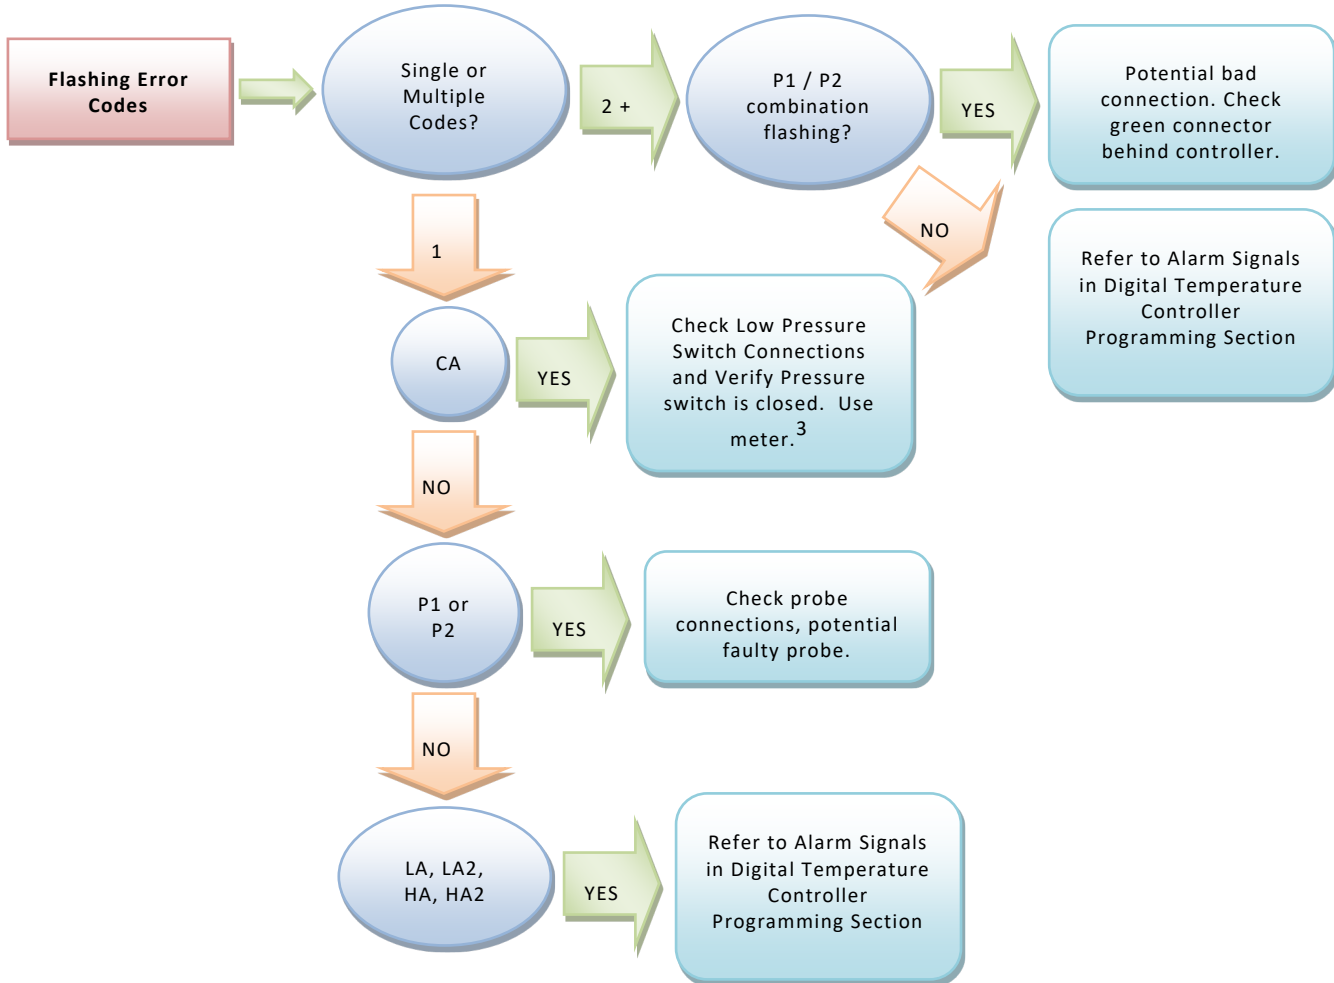 Flashing Error
Codes
Single or
Multiple
Codes?
2 +
P1 / P2
combination
flashing?
YES
Potential bad
connection. Check
green connector
behind controller.
NO
Refer to Alarm Signals
in Digital Temperature
Controller
Programming Section
1
CA
YES
Check Low Pressure
Switch Connections
and Verify Pressure
switch is closed.  Use
meter.3
NO
P1 or
P2
YES
Check probe
connections, potential
faulty probe.
NO
LA, LA2,
HA, HA2
YES
Refer to Alarm Signals
in Digital Temperature
Controller
Programming Section